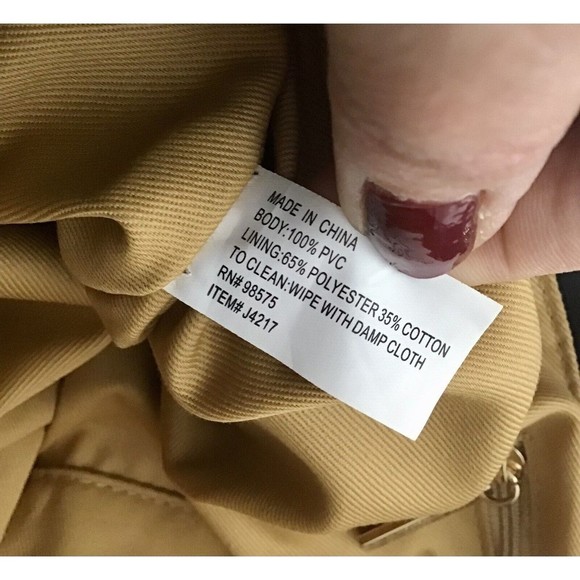 MADE IN CHINA
BODY:100% PVC
LINING:65% POLYESTER 35% COTTON
TO CLEAN:WIPE WITH DAMP CLOTH
RN# 98575
ITEM# J4217